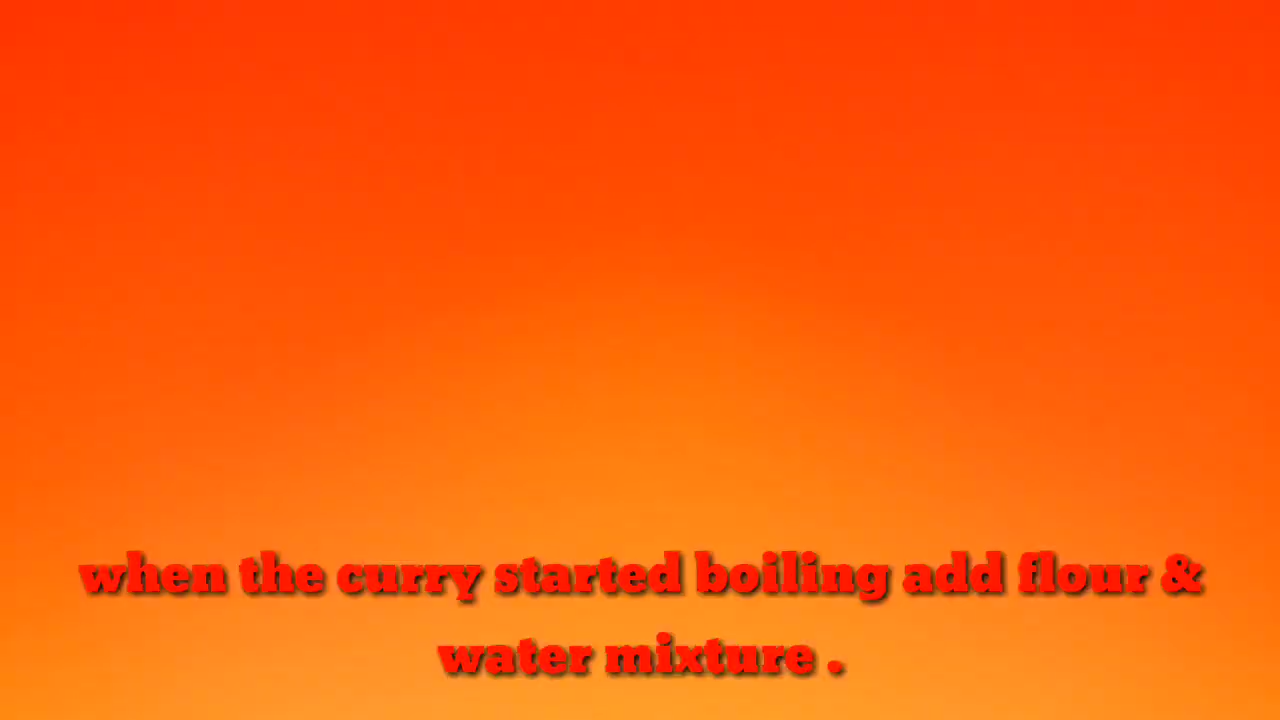 when the curry started boiling add flour &
water mixture .